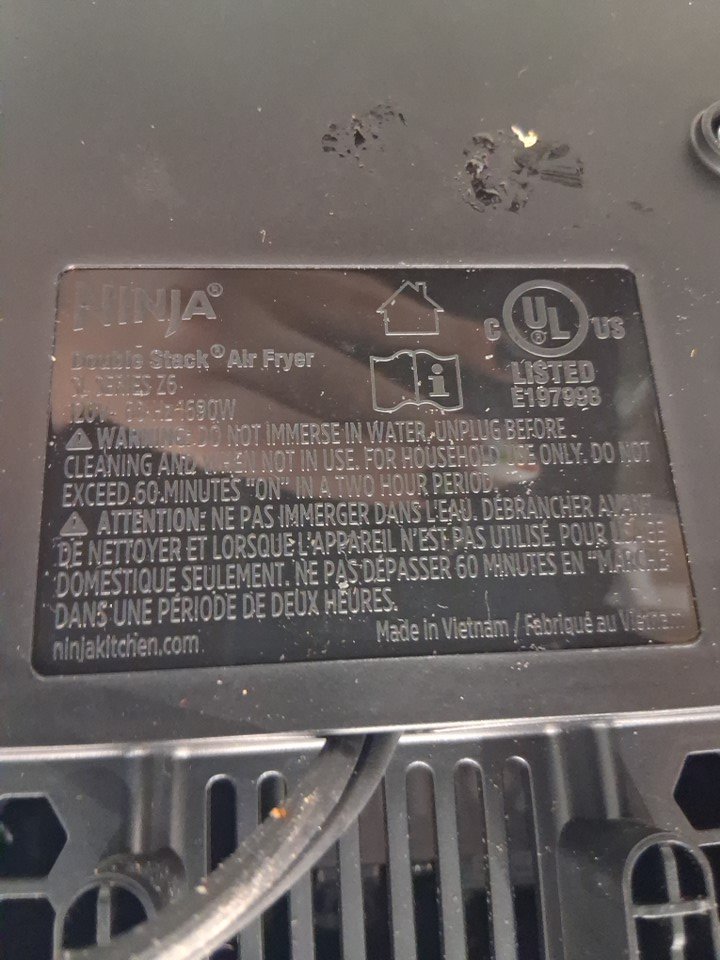 NINJA®
Double Stack® Air Fryer
SERIES Z6
120V~ 1690W
C UL ® US
LISTED
E197998
⚠ WARNING: DO NOT IMMERSE IN WATER. UNPLUG BEFORE
CLEANING AND WHEN NOT IN USE. FOR HOUSEHOLD USE ONLY. DO NOT
EXCEED 60 MINUTES "ON" IN A TWO HOUR PERIOD.
⚠ ATTENTION: NE PAS IMMERGER DANS L'EAU. DÉBRANCHER AVANT
DE NETTOYER ET LORSQUE L'APPAREIL N'EST PAS UTILISÉ. POUR USAGE
DOMESTIQUE SEULEMENT. NE PAS DÉPASSER 60 MINUTES EN "MARCHE"
DANS UNE PÉRIODE DE DEUX HEURES.
ninjakitchen.com
Made in Vietnam / Fabriqué au Vietnam